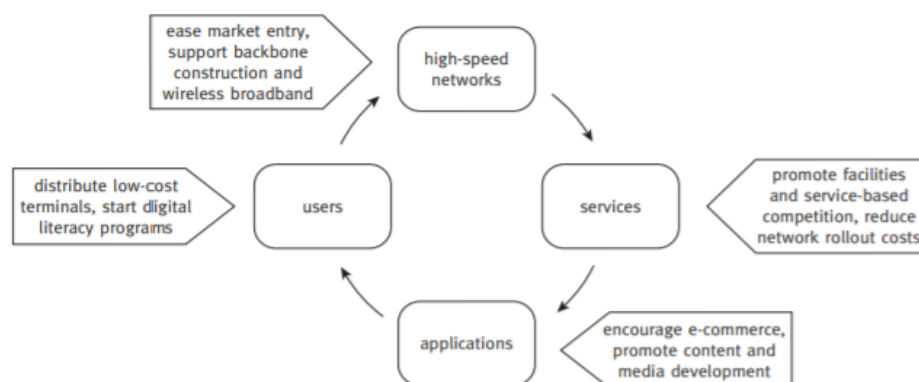 ease market entry,
support backbone
construction and
wireless broadband
high-speed
networks
distribute low-cost
terminals, start digital
literacy programs
users
services
promote facilities
and service-based
competition, reduce
network rollout costs
applications
encourage e-commerce,
promote content and
media development